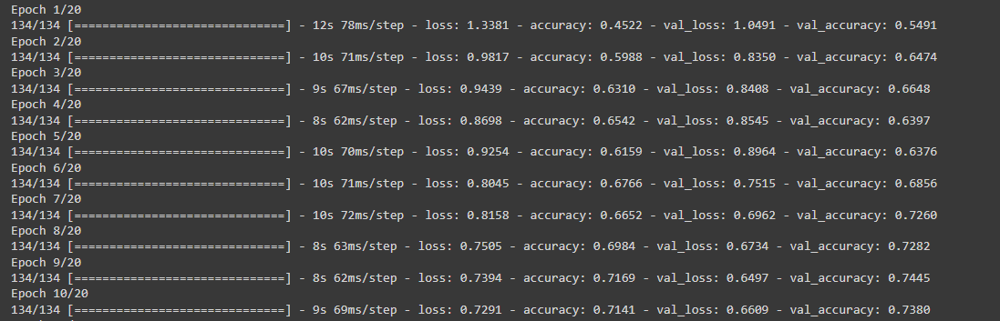 Epoch 1/20
134/134 [==============================] - 12s 78ms/step - loss: 1.3381 - accuracy: 0.4522 - val_loss: 1.0491 - val_accuracy: 0.5491
Epoch 2/20
134/134 [==============================] - 10s 71ms/step - loss: 0.9817 - accuracy: 0.5988 - val_loss: 0.8350 - val_accuracy: 0.6474
Epoch 3/20
134/134 [==============================] - 9s 67ms/step - loss: 0.9439 - accuracy: 0.6310 - val_loss: 0.8408 - val_accuracy: 0.6648
Epoch 4/20
134/134 [==============================] - 8s 62ms/step - loss: 0.8698 - accuracy: 0.6542 - val_loss: 0.8545 - val_accuracy: 0.6397
Epoch 5/20
134/134 [==============================] - 10s 70ms/step - loss: 0.9254 - accuracy: 0.6159 - val_loss: 0.8964 - val_accuracy: 0.6376
Epoch 6/20
134/134 [==============================] - 10s 71ms/step - loss: 0.8045 - accuracy: 0.6766 - val_loss: 0.7515 - val_accuracy: 0.6856
Epoch 7/20
134/134 [==============================] - 10s 72ms/step - loss: 0.8158 - accuracy: 0.6652 - val_loss: 0.6962 - val_accuracy: 0.7260
Epoch 8/20
134/134 [==============================] - 8s 63ms/step - loss: 0.7505 - accuracy: 0.6984 - val_loss: 0.6734 - val_accuracy: 0.7282
Epoch 9/20
134/134 [==============================] - 8s 62ms/step - loss: 0.7394 - accuracy: 0.7169 - val_loss: 0.6497 - val_accuracy: 0.7445
Epoch 10/20
134/134 [==============================] - 9s 69ms/step - loss: 0.7291 - accuracy: 0.7141 - val_loss: 0.6609 - val_accuracy: 0.7380